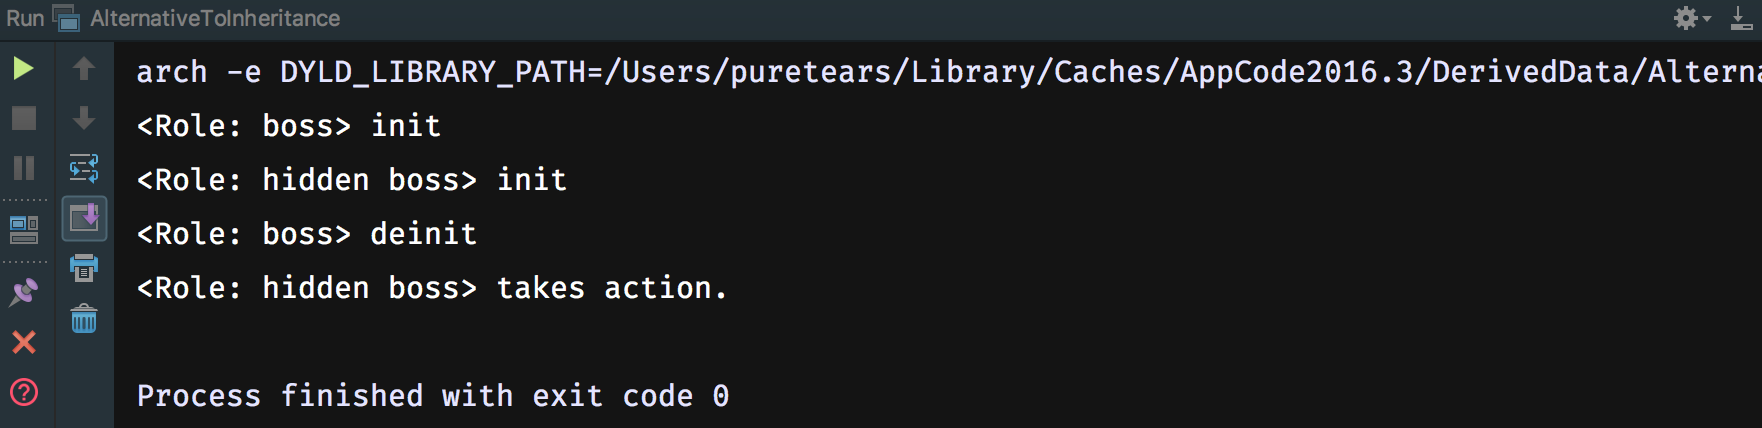 Run AlternativeToInheritance
arch -e DYLD_LIBRARY_PATH=/Users/puretears/Library/Caches/AppCode2016.3/DerivedData/Alterna
<Role: boss> init
<Role: hidden boss> init
<Role: boss> deinit
<Role: hidden boss> takes action.
Process finished with exit code 0